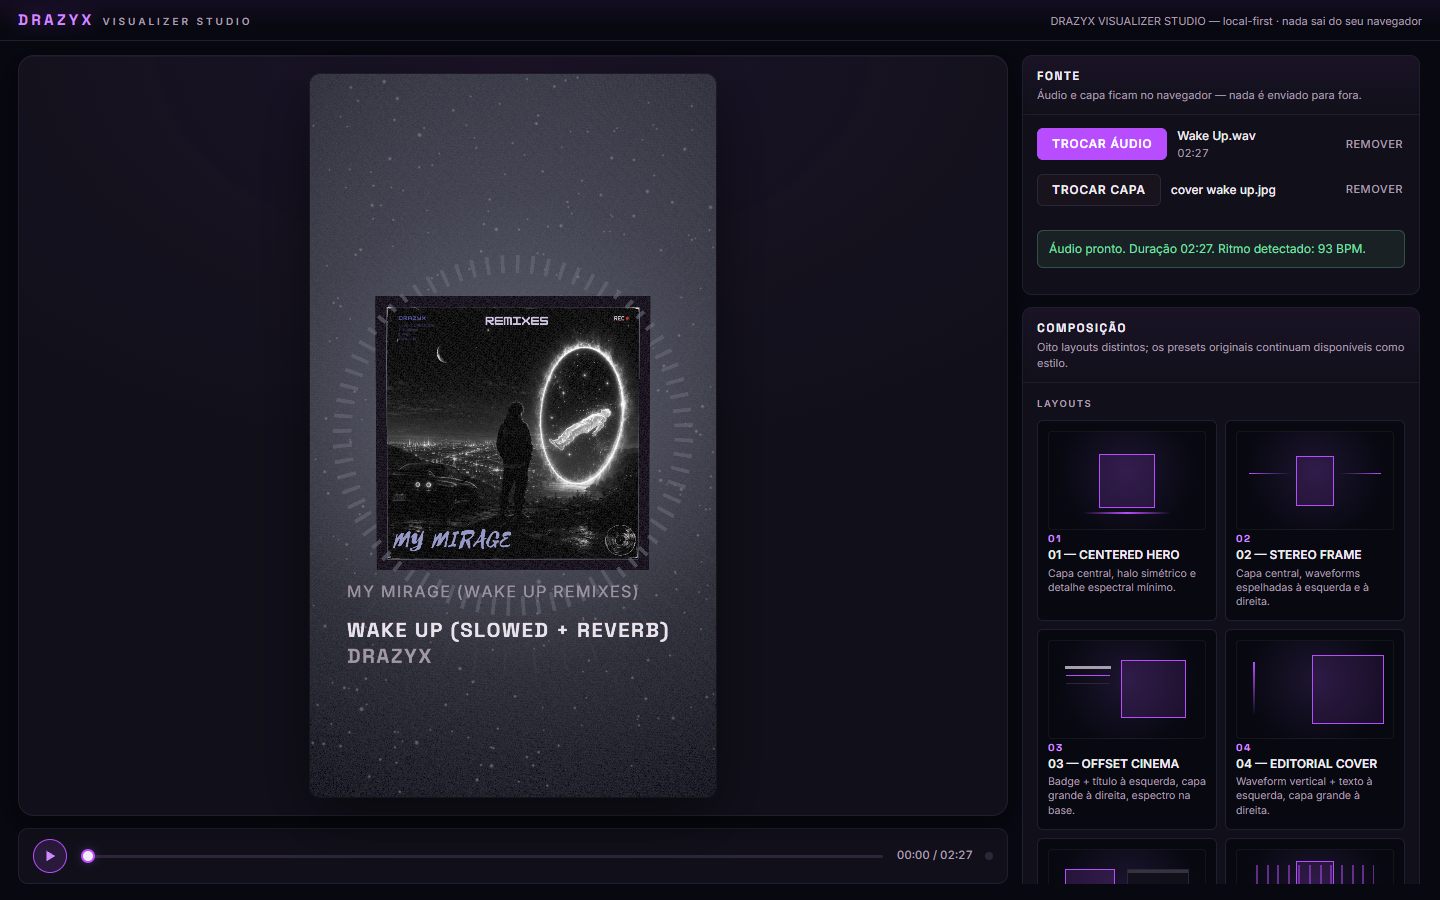 DRAZYX VISUALIZER STUDIO
DRAZYX VISUALIZER STUDIO — local-first · nada sai do seu navegador
DRAZYX
REMIXES
REC
MY MIRAGE
MY MIRAGE (WAKE UP REMIXES)
WAKE UP (SLOWED + REVERB)
DRAZYX
00:00 / 02:27
FONTE
Áudio e capa ficam no navegador — nada é enviado para fora.
TROCAR ÁUDIO
Wake Up.wav
02:27
REMOVER
TROCAR CAPA
cover wake up.jpg
REMOVER
Áudio pronto. Duração 02:27. Ritmo detectado: 93 BPM.
COMPOSIÇÃO
Oito layouts distintos; os presets originais continuam disponíveis como
estilo.
LAYOUTS
01
01 — CENTERED HERO
Capa central, halo simétrico e
detalhe espectral mínimo.
02
02 — STEREO FRAME
Capa central, waveforms
espelhadas à esquerda e à
direita.
03
03 — OFFSET CINEMA
Badge + título à esquerda, capa
grande à direita, espectro na
base.
04
04 — EDITORIAL COVER
Waveform vertical + texto à
esquerda, capa grande à
direita.